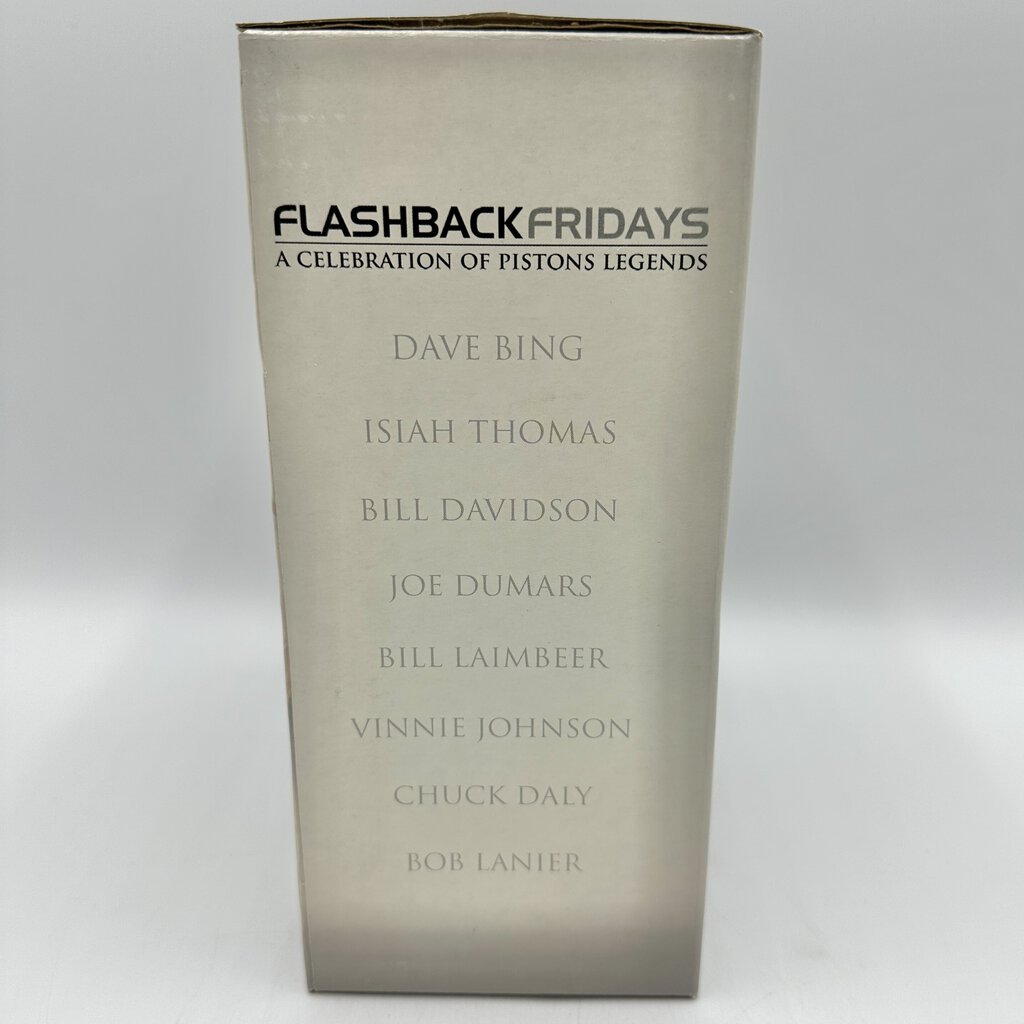 FLASHBACKFRIDAYS
A CELEBRATION OF PISTONS LEGENDS
DAVE BING
ISIAH THOMAS
BILL DAVIDSON
JOE DUMARS
BILL LAIMBEER
VINNIE JOHNSON
CHUCK DALY
BOB LANIER